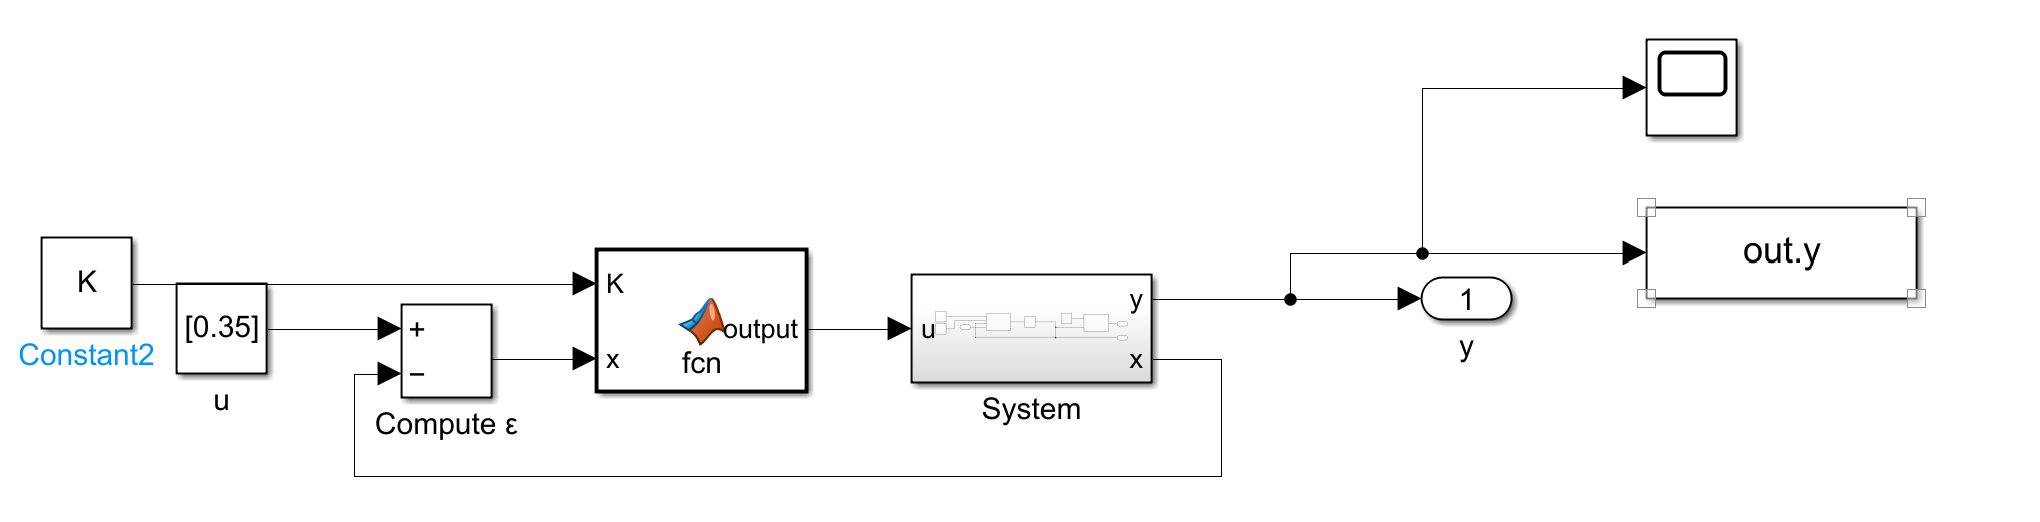 K
Constant2
[0.35]
u
+
−
Compute ε
K
x
output
fcn
u
y
x
System
1
y
out.y